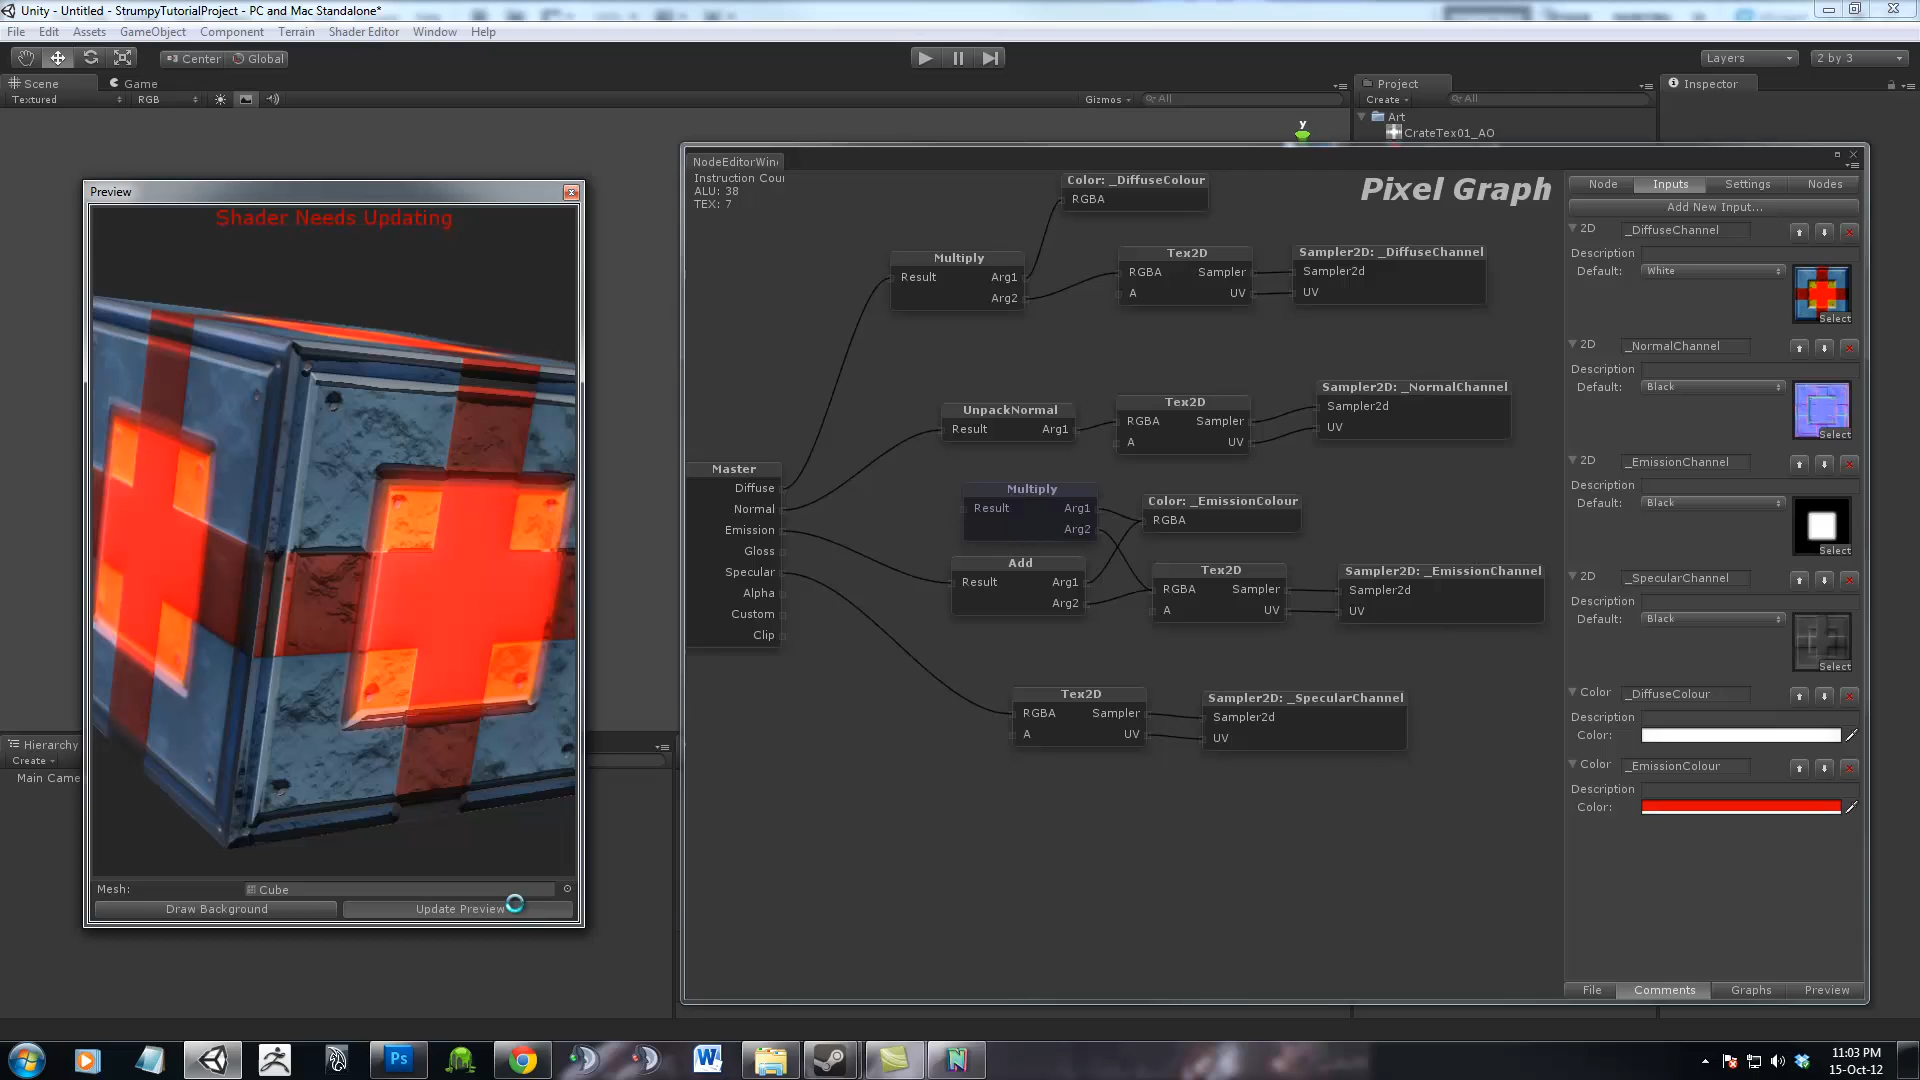 Unity - Untitled - StrumpyTutorialProject - PC and Mac Standalone*
File Edit Assets GameObject Component Terrain Shader Editor Window Help
Center Global
Layers
2 by 3
Scene Game
Textured RGB
Gizmos All
Project
Create All
Art
CrateTex01_AO
Inspector
y
Preview
Shader Needs Updating
Mesh: Cube
Draw Background Update Preview
Hierarchy
Create
Main Came
NodeEditorWin
Instruction Cour
ALU: 38
TEX: 7
Pixel Graph
Color: _DiffuseColour
RGBA
Multiply
Result Arg1
Arg2
Tex2D
RGBA Sampler
A UV
Sampler2D: _DiffuseChannel
Sampler2d
UV
UnpackNormal
Result Arg1
Tex2D
RGBA Sampler
A UV
Sampler2D: _NormalChannel
Sampler2d
UV
Master
Diffuse
Normal
Emission
Gloss
Specular
Alpha
Custom
Clip
Multiply
Result Arg1
Arg2
Color: _EmissionColour
RGBA
Add
Result Arg1
Arg2
Tex2D
RGBA Sampler
A UV
Sampler2D: _EmissionChannel
Sampler2d
UV
Tex2D
RGBA Sampler
A UV
Sampler2D: _SpecularChannel
Sampler2d
UV
Node Inputs Settings Nodes
Add New Input...
2D _DiffuseChannel
Description
Default: White
Select
2D _NormalChannel
Description
Default: Black
Select
2D _EmissionChannel
Description
Default: Black
Select
2D _SpecularChannel
Description
Default: Black
Select
Color _DiffuseColour
Description
Color:
Color _EmissionColour
Description
Color:
File Comments Graphs Preview
Ps
W
N
11:03 PM
15-Oct-12